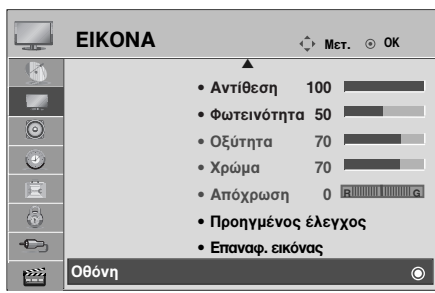 ΕΙΚΟΝΑ
Μετ. OK
• Αντίθεση 100
• Φωτεινότητα 50
• Οξύτητα 70
• Χρώμα 70
• Απόχρωση 0 R G
• Προηγμένος έλεγχος
• Επαναφ. εικόνας
Οθόνη